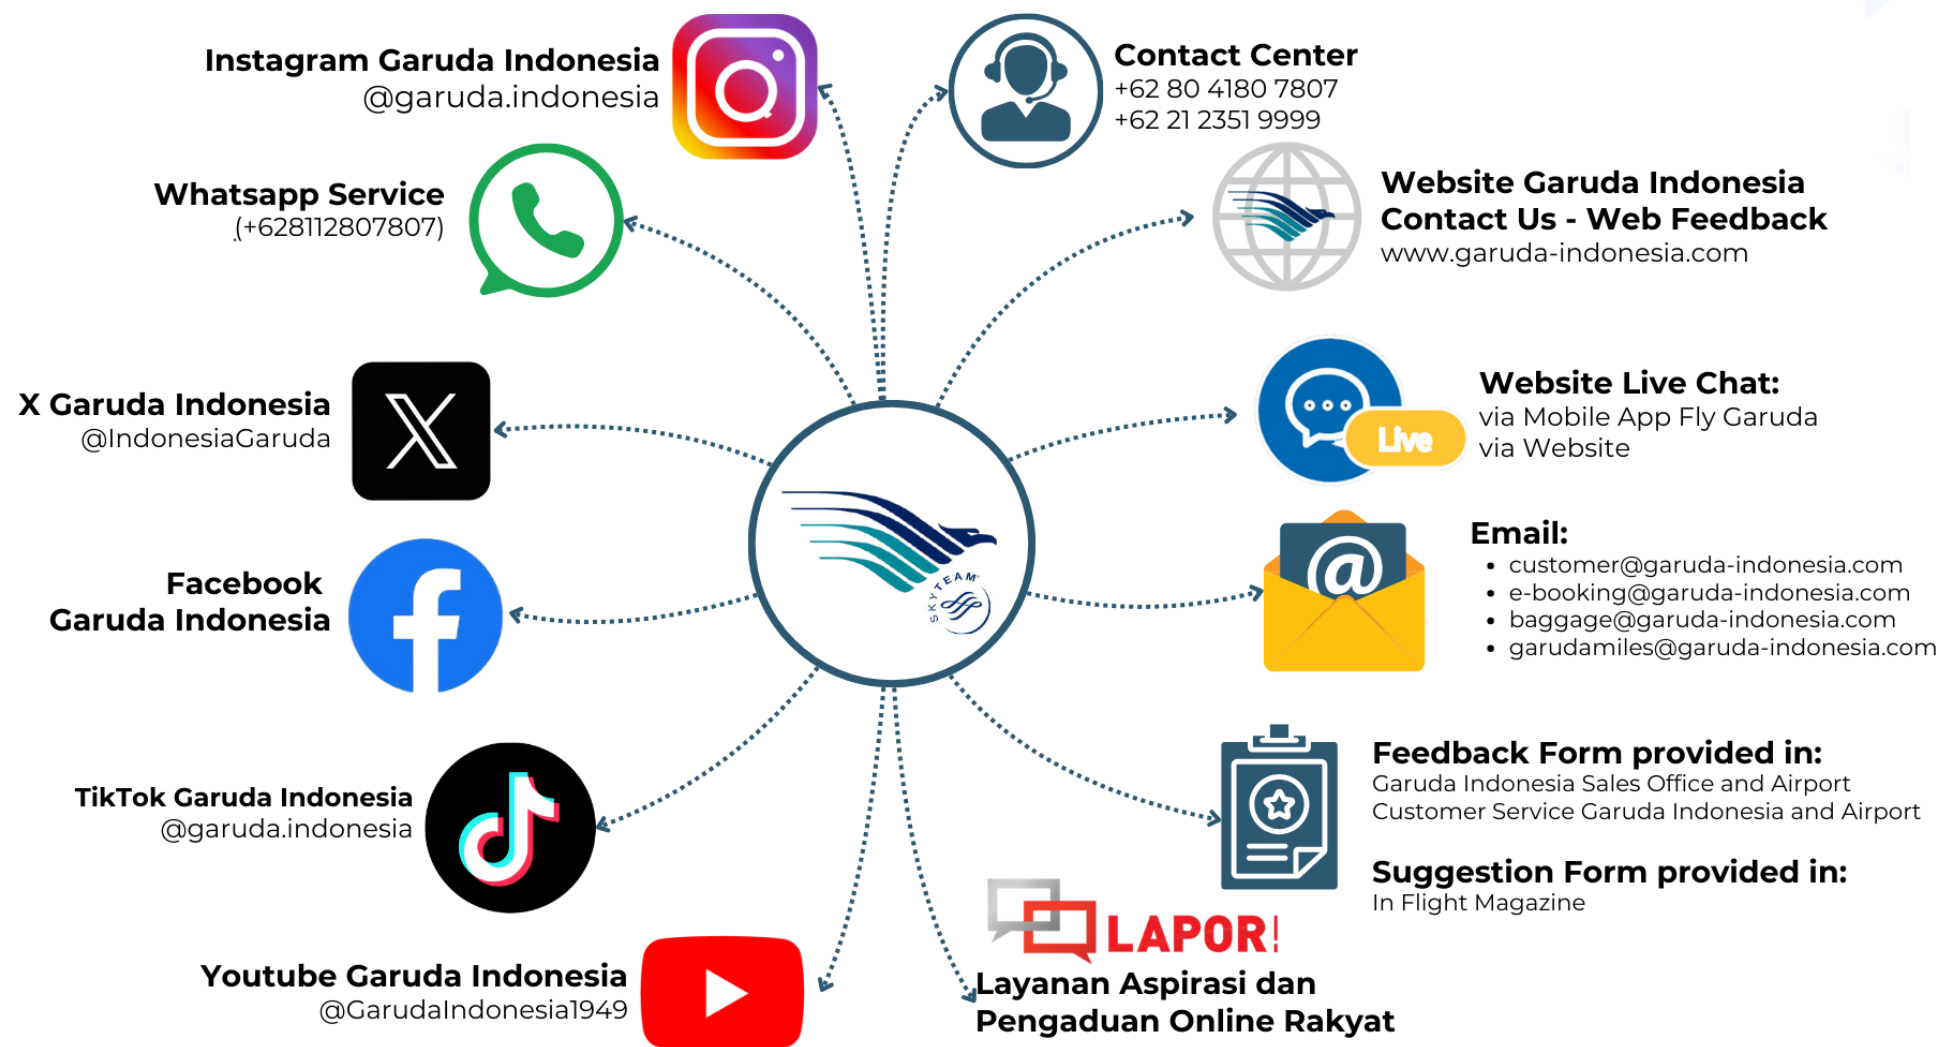 Instagram Garuda Indonesia
@garuda.indonesia
Contact Center
+62 80 4180 7807
+62 21 2351 9999
Whatsapp Service
(+628112807807)
Website Garuda Indonesia
Contact Us - Web Feedback
www.garuda-indonesia.com
X Garuda Indonesia
@IndonesiaGaruda
Live
Website Live Chat:
via Mobile App Fly Garuda
via Website
SKYTEAM
Facebook
Garuda Indonesia
@
Email:
• customer@garuda-indonesia.com
• e-booking@garuda-indonesia.com
• baggage@garuda-indonesia.com
• garudamiles@garuda-indonesia.com
TikTok Garuda Indonesia
@garuda.indonesia
Feedback Form provided in:
Garuda Indonesia Sales Office and Airport
Customer Service Garuda Indonesia and Airport
Suggestion Form provided in:
In Flight Magazine
Youtube Garuda Indonesia
@GarudaIndonesia1949
LAPOR!
Layanan Aspirasi dan
Pengaduan Online Rakyat